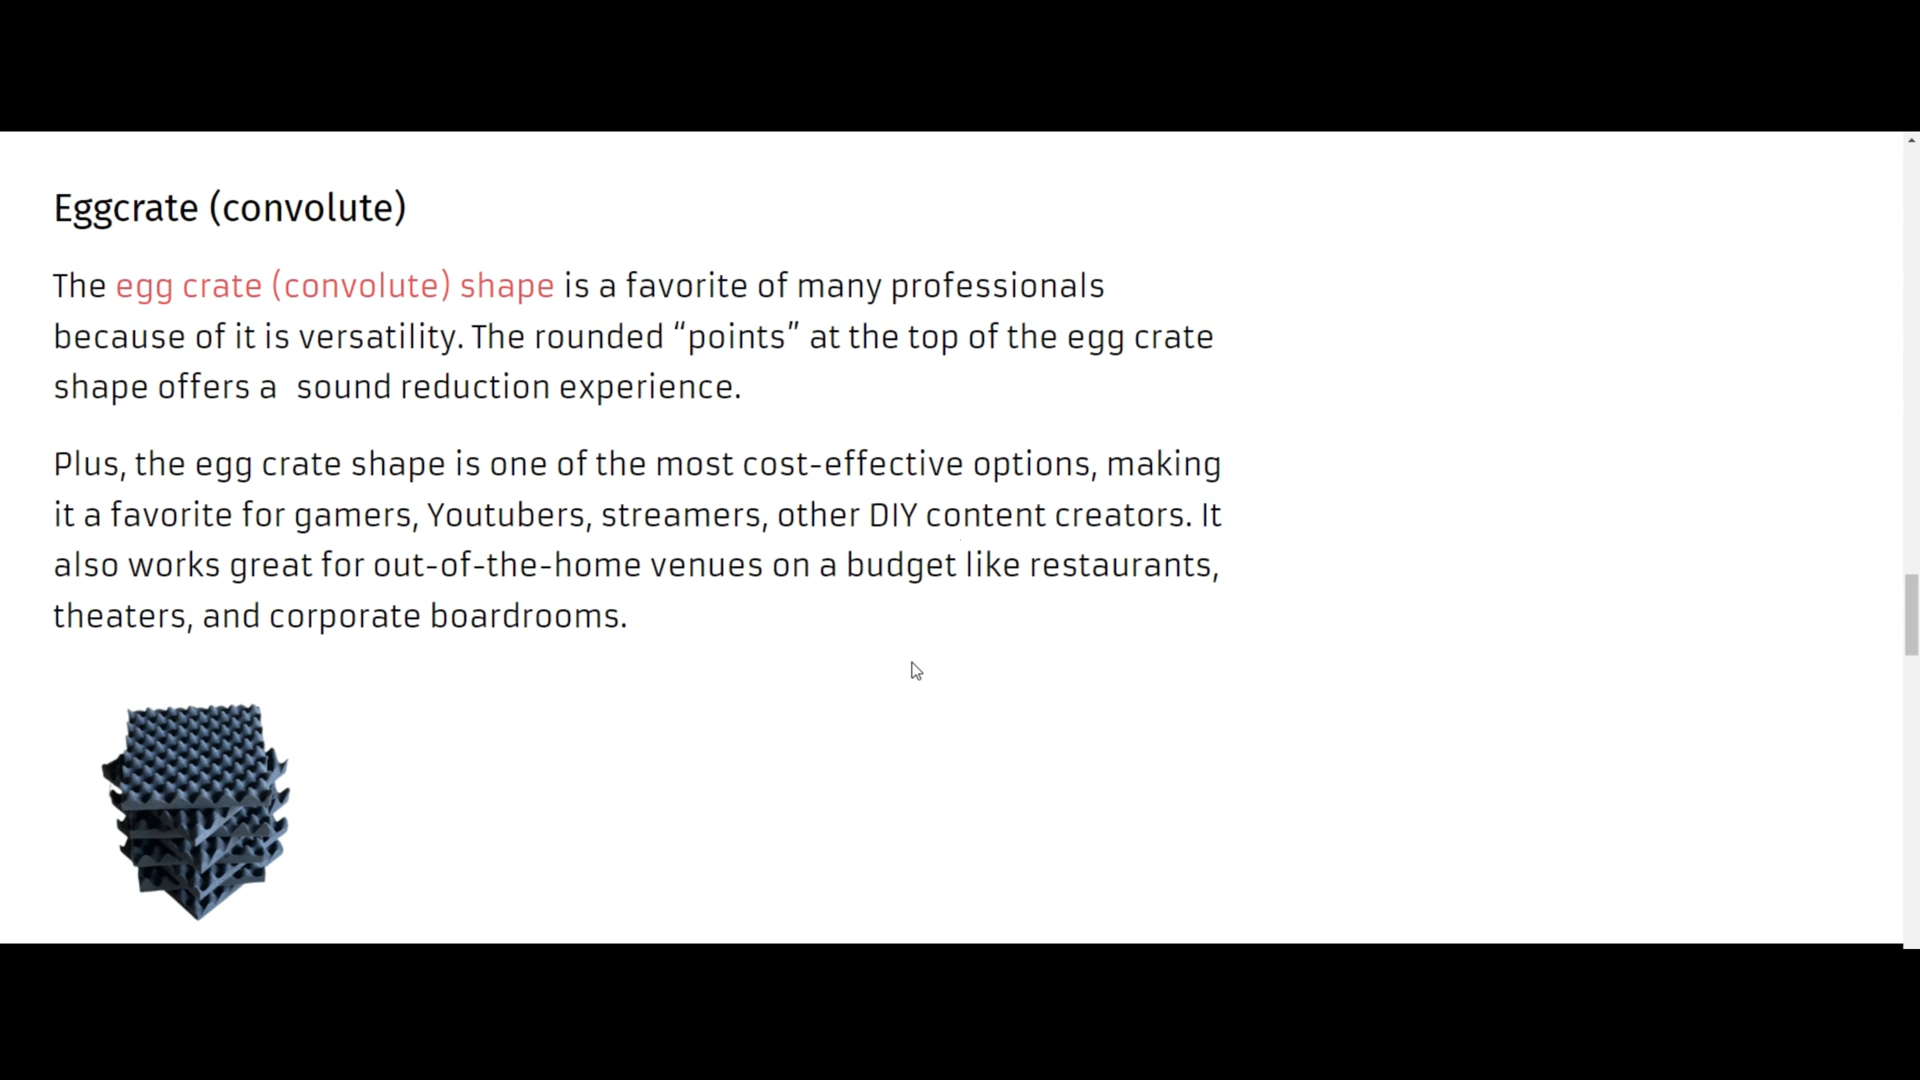 Eggcrate (convolute)
The egg crate (convolute) shape is a favorite of many professionals
because of it is versatility. The rounded “points” at the top of the egg crate
shape offers a  sound reduction experience.
Plus, the egg crate shape is one of the most cost-effective options, making
it a favorite for gamers, Youtubers, streamers, other DIY content creators. It
also works great for out-of-the-home venues on a budget like restaurants,
theaters, and corporate boardrooms.